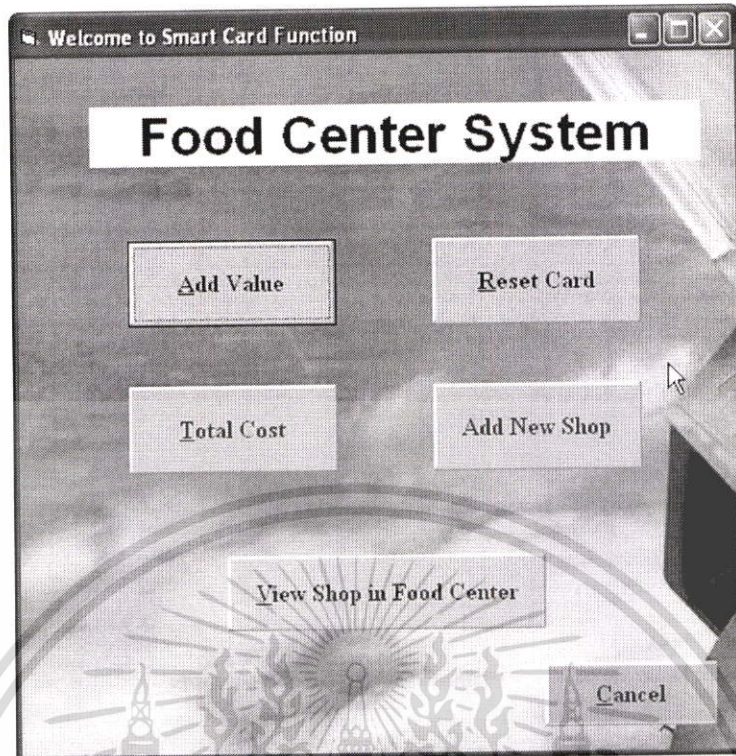 Welcome to Smart Card Function
Food Center System
Add Value
Reset Card
Total Cost
Add New Shop
View Shop in Food Center
Cancel